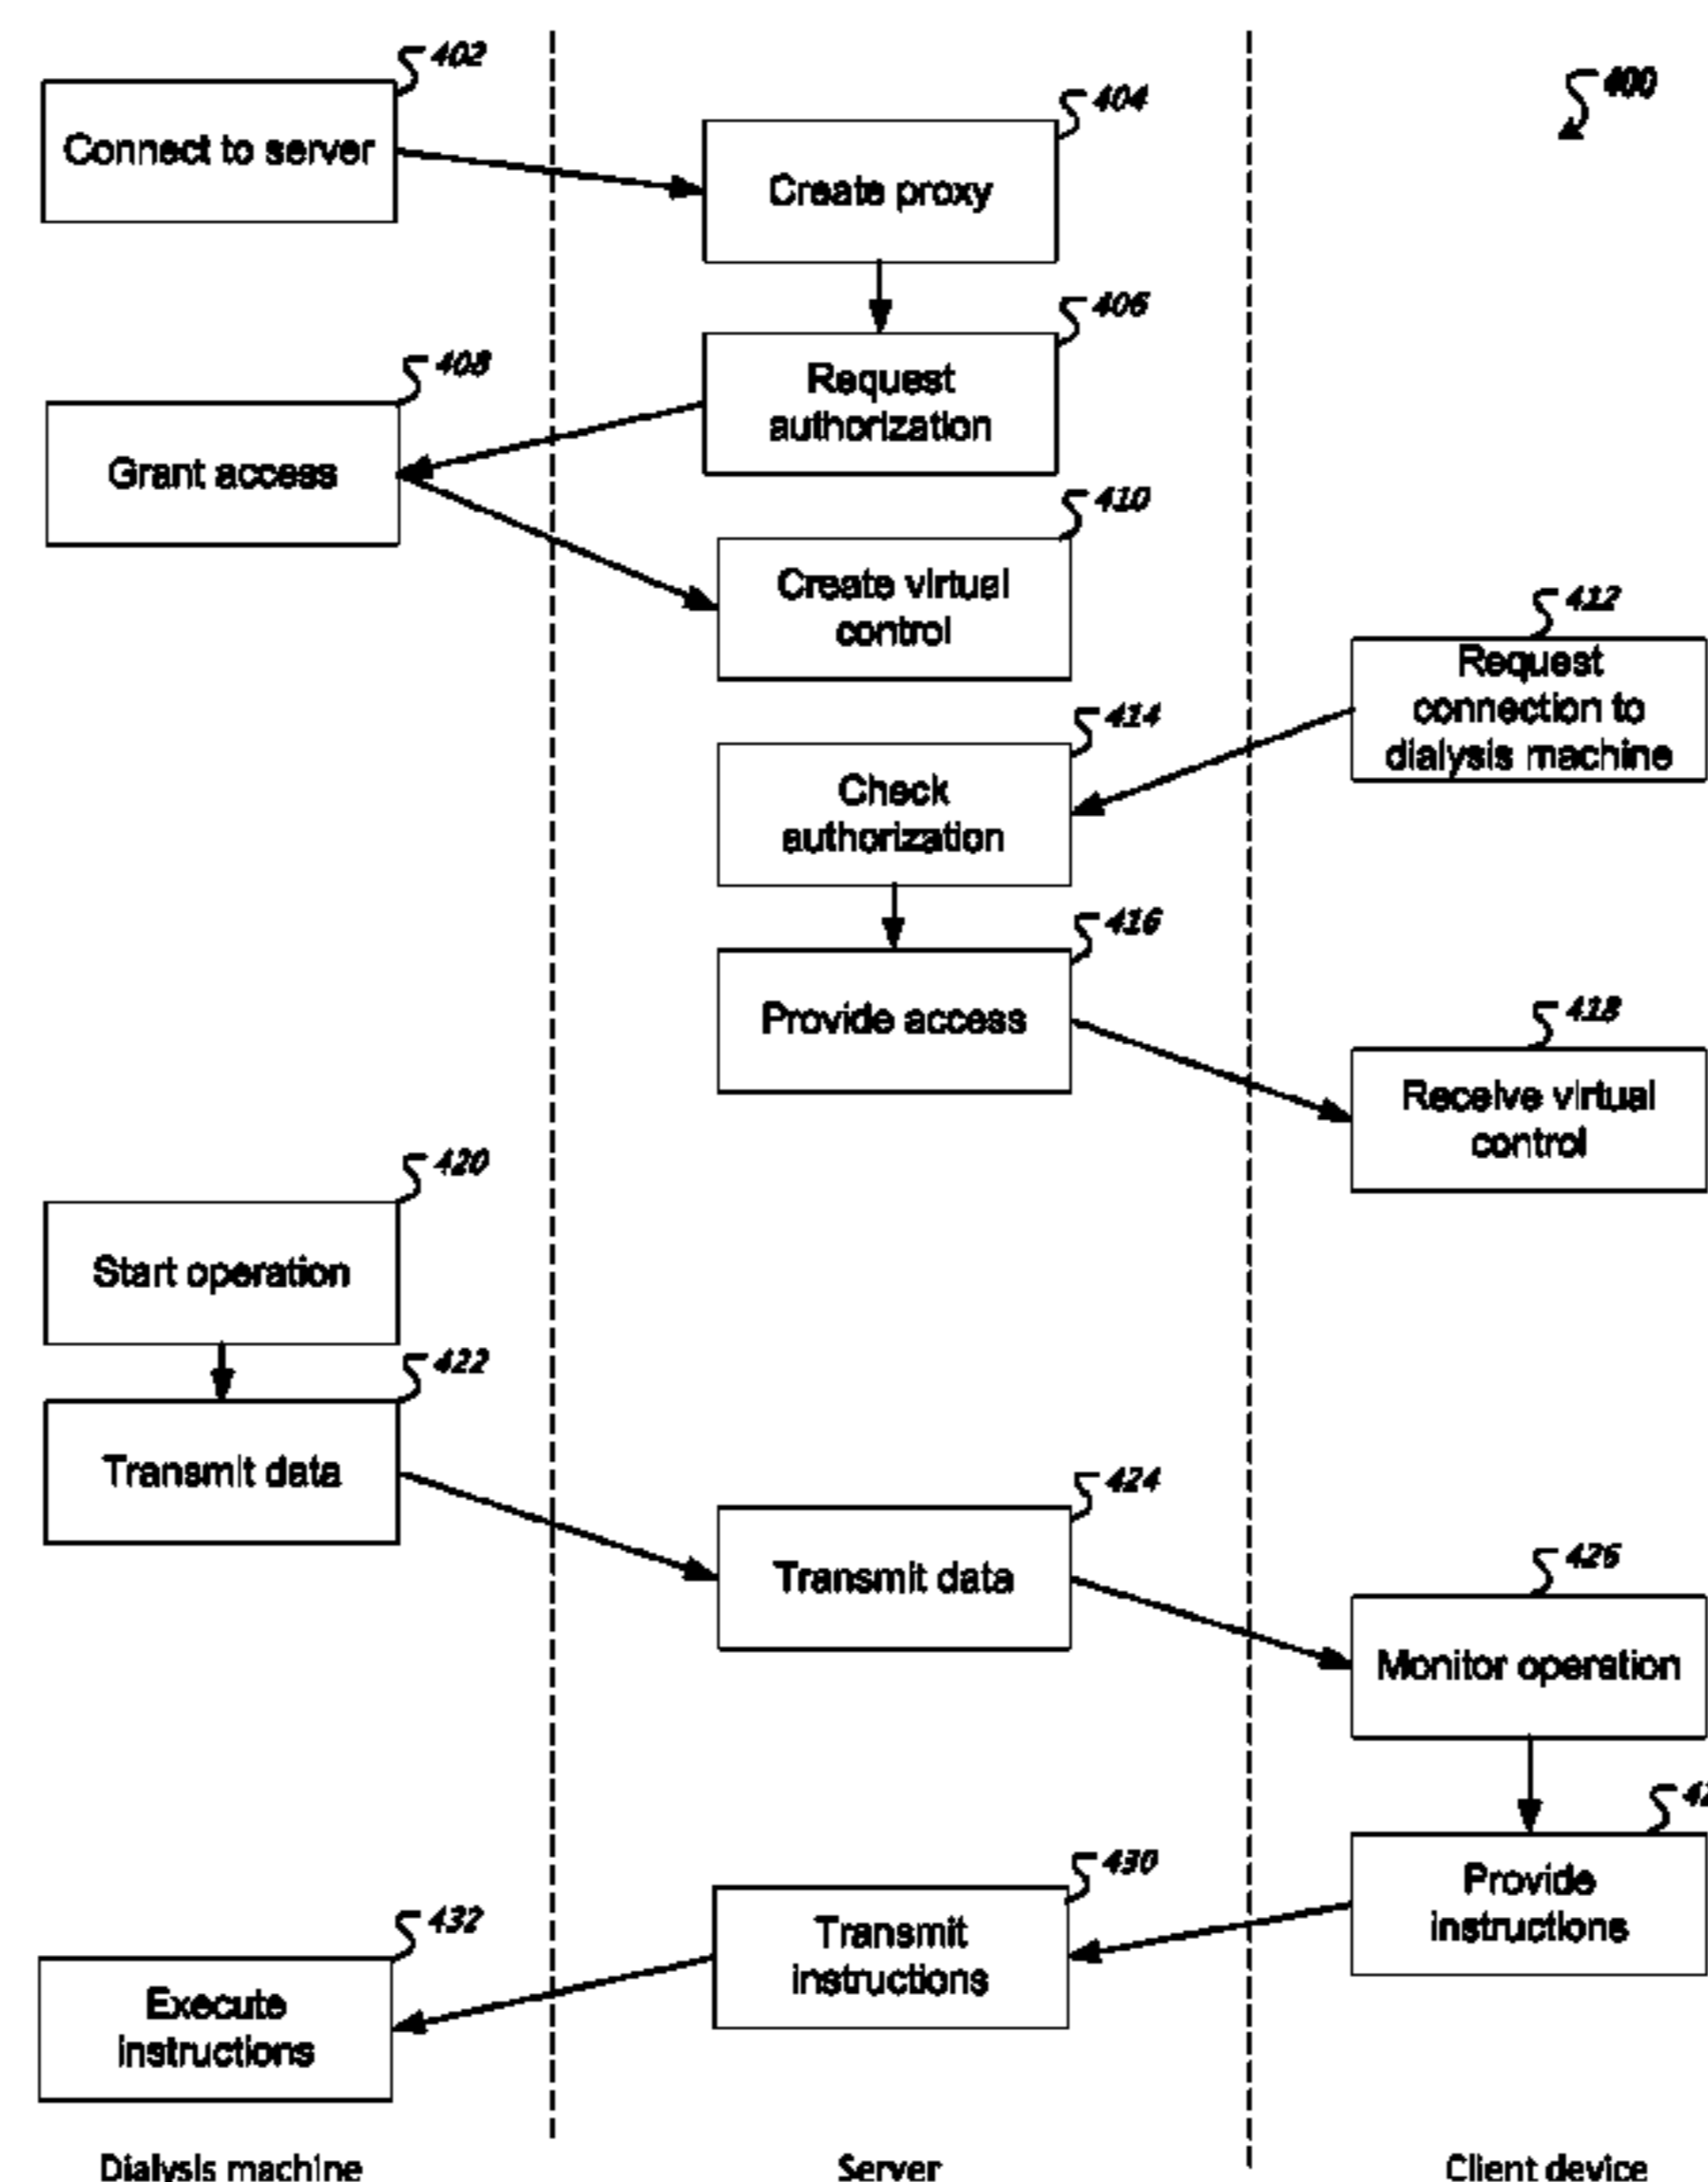 402
Connect to server
404
Create proxy
400
406
Request
authorization
408
Grant access
410
Create virtual
control
412
Request
connection to
dialysis machine
414
Check
authorization
416
Provide access
418
Receive virtual
control
420
Start operation
422
Transmit data
424
Transmit data
426
Monitor operation
Provide
instructions
430
Transmit
instructions
432
Execute
instructions
Dialysis machine
Server
Client device